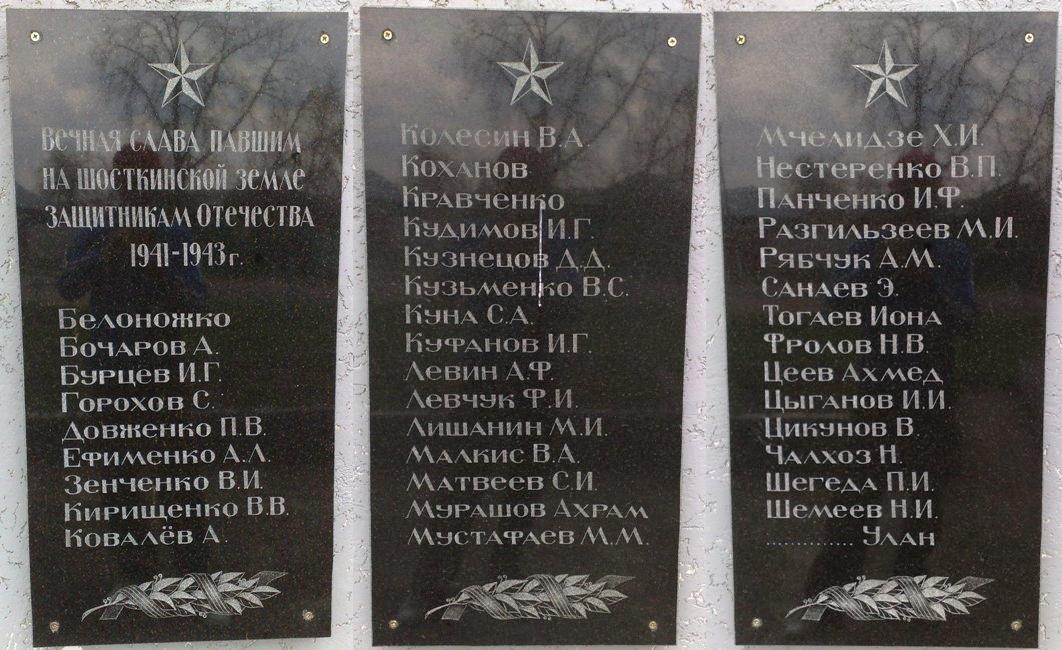 Вечная слава павшим
на шосткинской земле
защитникам Отечества
1941-1943 г.
Белоножко
Бочаров А.
Бурцев И.Г.
Горохов С.
Довженко П.В.
Ефименко А.Л.
Зенченко В.И.
Кирищенко В.В.
Ковалёв А.
Колесин В.А.
Коханов
Кравченко
Кудимов И.Г.
Кузнецов Д.Д.
Кузьменко В.С.
Куна С.А.
Куфанов И.Г.
Левин А.Ф.
Левчук Ф.И.
Лишанин М.И.
Малкис В.А.
Матвеев С.И.
Мурашов Ахрам
Мустафаев М.М.
Мчелидзе Х.И.
Нестеренко В.П.
Панченко И.Ф.
Разгильзеев М.И.
Рябчук А.М.
Санаев Э.
Тогаев Иона
Фролов Н.В.
Цеев Ахмед
Цыганов И.И.
Цикунов В.
Чалхоз Н.
Шегеда П.И.
Шемеев Н.И.
.............. Улан